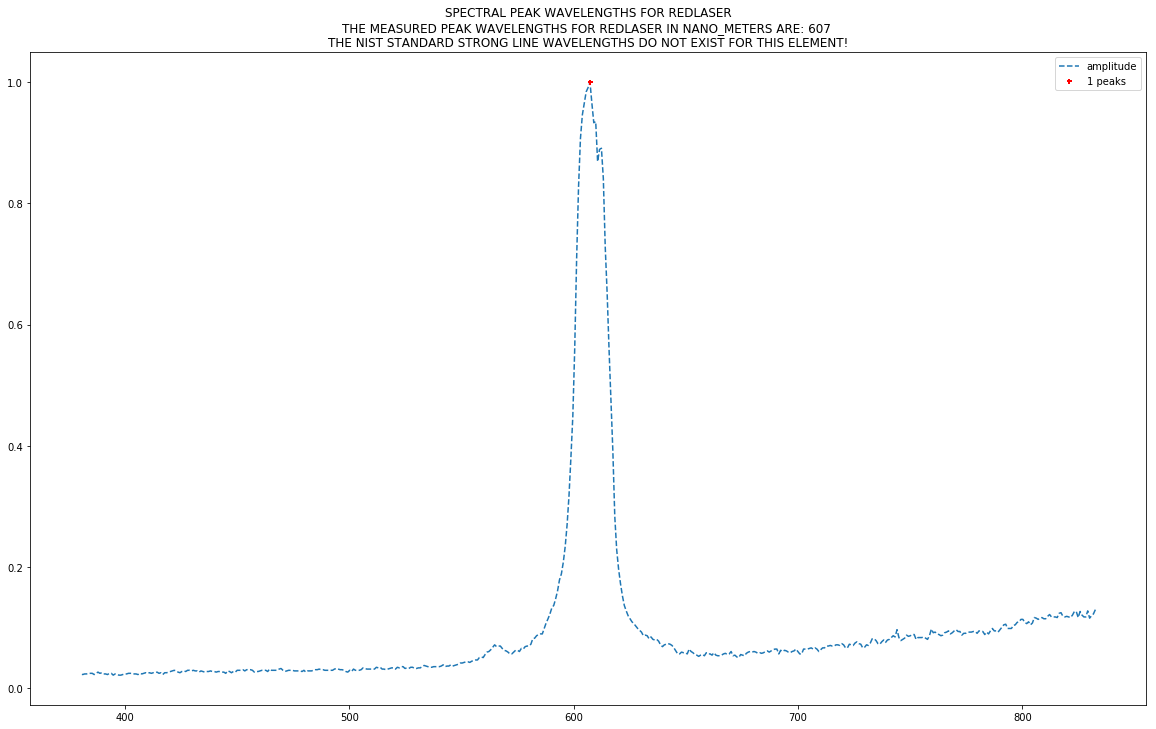 SPECTRAL PEAK WAVELENGTHS FOR REDLASER
THE MEASURED PEAK WAVELENGTHS FOR REDLASER IN NANO_METERS ARE: 607
THE NIST STANDARD STRONG LINE WAVELENGTHS DO NOT EXIST FOR THIS ELEMENT!
amplitude
1 peaks
1.0
0.8
0.6
0.4
0.2
0.0
400 500 600 700 800